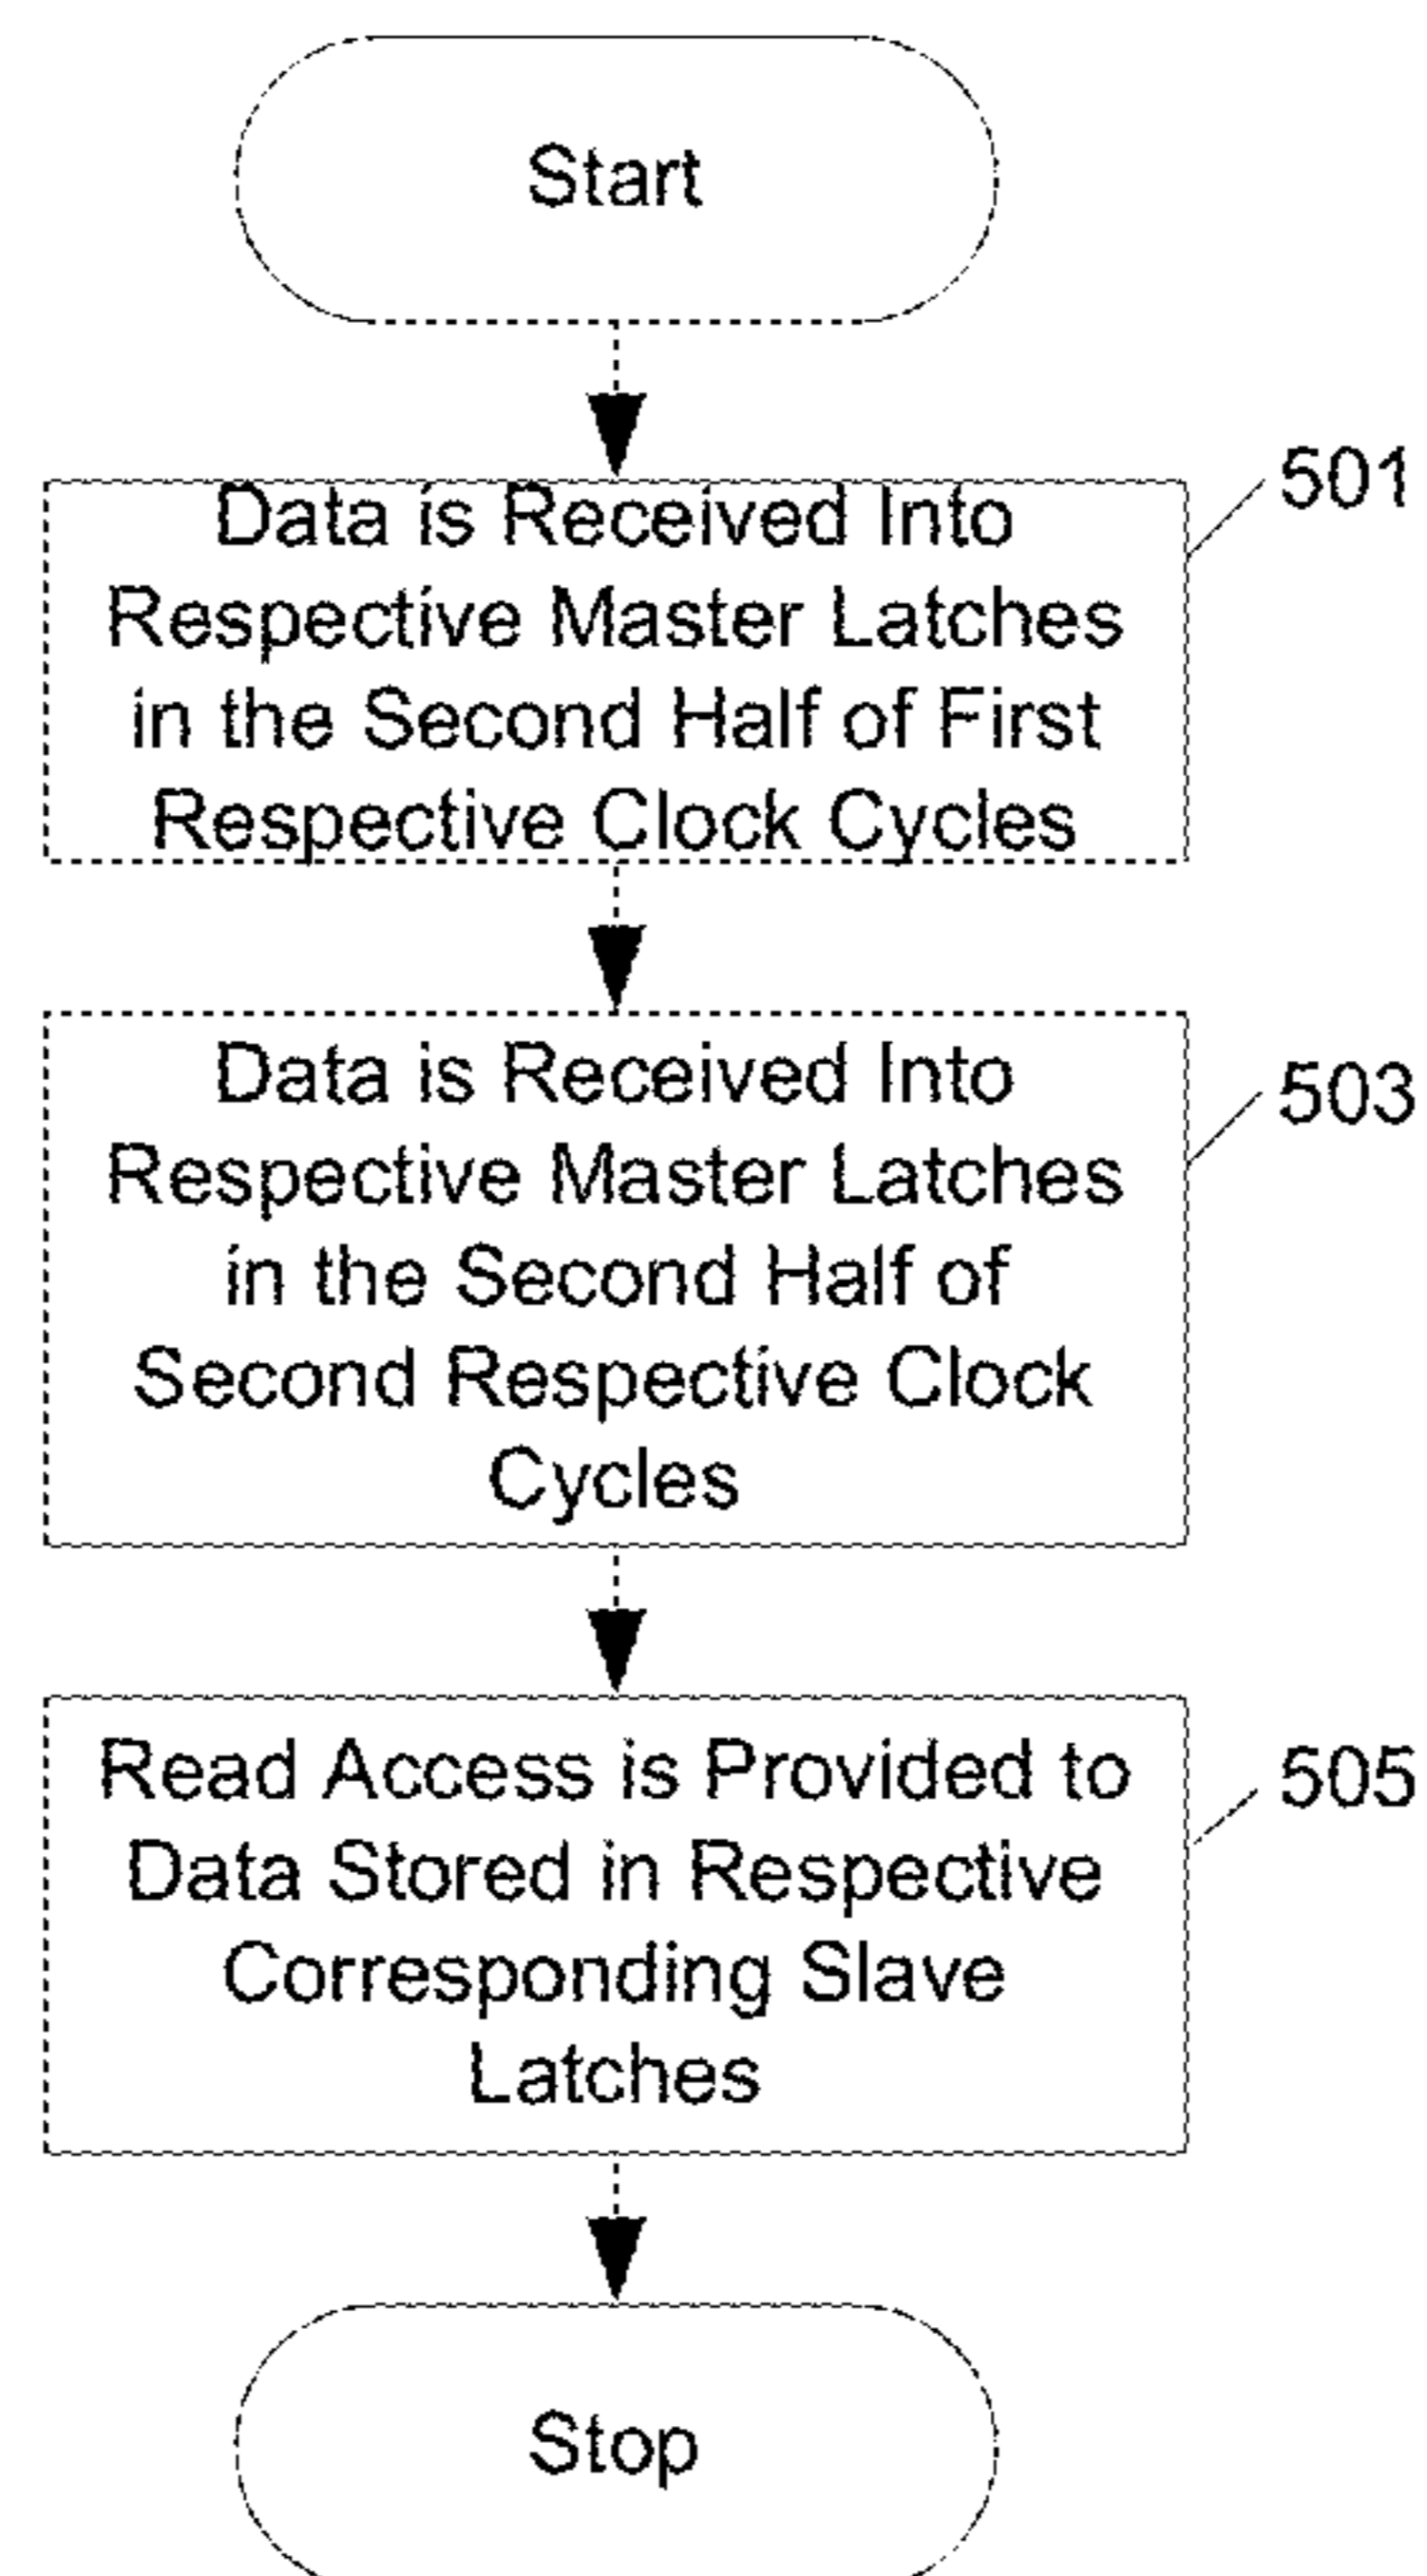 Start
501
Data is Received Into
Respective Master Latches
in the Second Half of First
Respective Clock Cycles
503
Data is Received Into
Respective Master Latches
in the Second Half of
Second Respective Clock
Cycles
505
Read Access is Provided to
Data Stored in Respective
Corresponding Slave
Latches
Stop